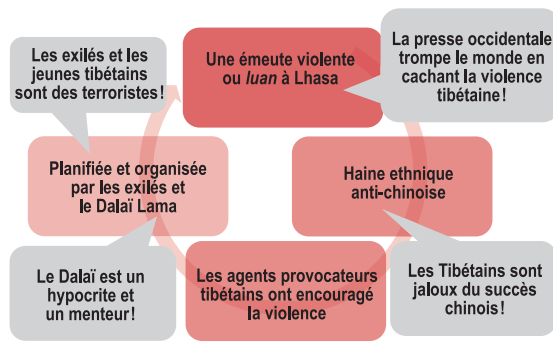 Les exilés et les
jeunes tibétains
sont des terroristes!
Une émeute violente
ou luan à Lhasa
La presse occidentale
trompe le monde en
cachant la violence
tibétaine!
Planifiée et organisée
par les exilés et
le Dalaï Lama
Haine ethnique
anti-chinoise
Le Dalaï est un
hypocrite et
un menteur!
Les agents provocateurs
tibétains ont encouragé
la violence
Les Tibétains sont
jaloux du succès
chinois!